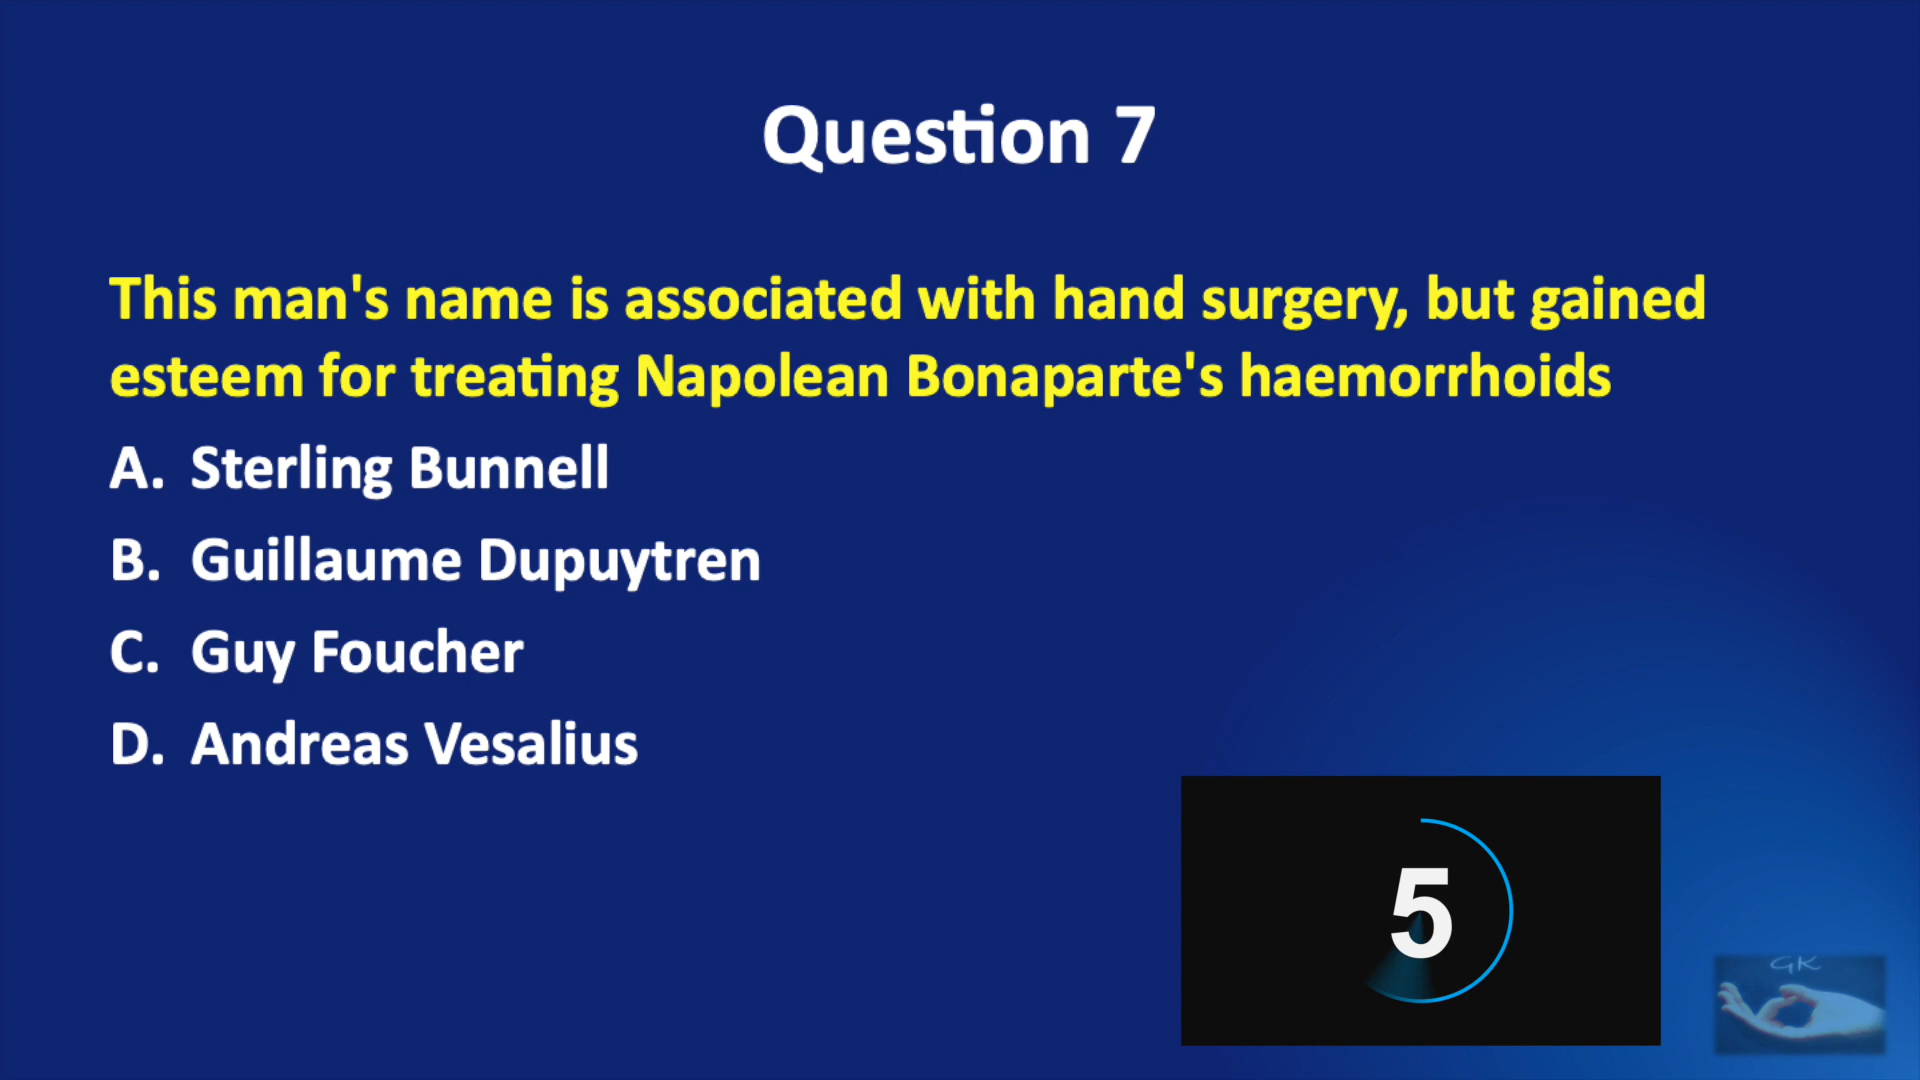 Question 7
This man's name is associated with hand surgery, but gained
esteem for treating Napolean Bonaparte's haemorrhoids
A. Sterling Bunnell
B. Guillaume Dupuytren
C. Guy Foucher
D. Andreas Vesalius
5
GK